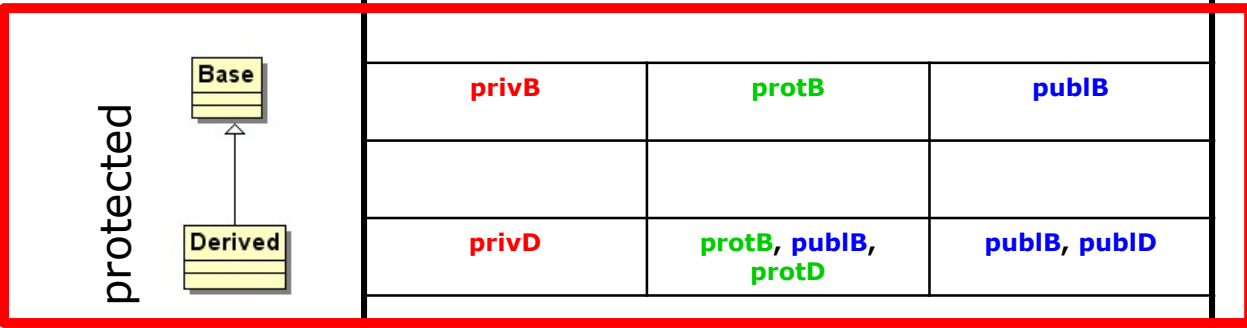 protected
Base
privB protB publB
Derived
privD protB, publB, publB, publD
protD